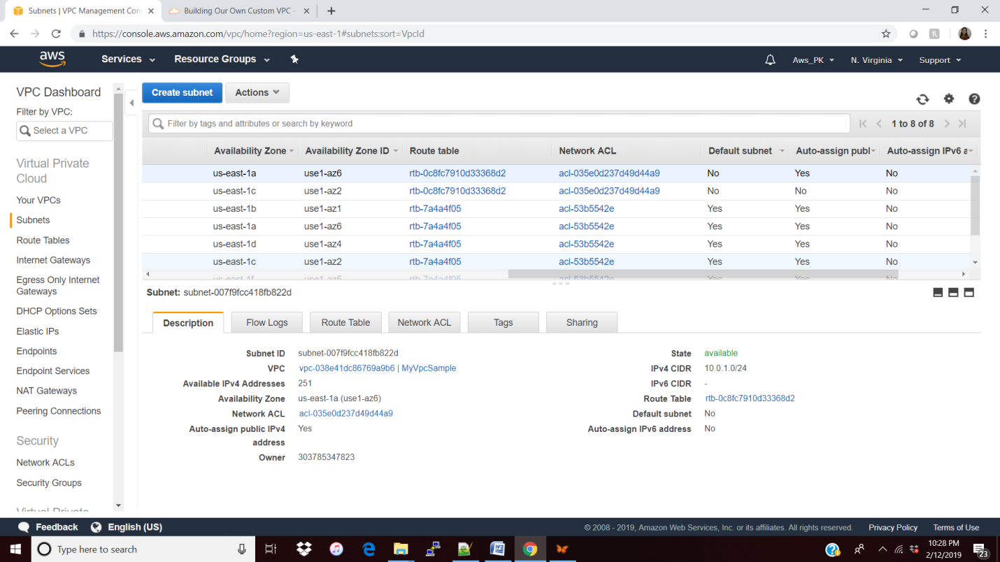 Subnets | VPC Management Con
Building Our Own Custom VPC -
https://console.aws.amazon.com/vpc/home?region=us-east-1#subnets:sort=VpcId
aws Services Resource Groups Aws_PK N. Virginia Support
VPC Dashboard
Filter by VPC:
Select a VPC
Virtual Private
Cloud
Your VPCs
Subnets
Route Tables
Internet Gateways
Egress Only Internet
Gateways
DHCP Options Sets
Elastic IPs
Endpoints
Endpoint Services
NAT Gateways
Peering Connections
Security
Network ACLs
Security Groups
Virtual Private
Create subnet Actions
Filter by tags and attributes or search by keyword 1 to 8 of 8
Availability Zone Availability Zone ID Route table Network ACL Default subnet Auto-assign publ Auto-assign IPv6 a
us-east-1a use1-az6 rtb-0c8fc7910d33368d2 acl-035e0d237d49d44a9 No Yes No
us-east-1c use1-az2 rtb-0c8fc7910d33368d2 acl-035e0d237d49d44a9 No No No
us-east-1b use1-az1 rtb-7a4a4f05 acl-53b5542e Yes Yes No
us-east-1a use1-az6 rtb-7a4a4f05 acl-53b5542e Yes Yes No
us-east-1d use1-az4 rtb-7a4a4f05 acl-53b5542e Yes Yes No
us-east-1c use1-az2 rtb-7a4a4f05 acl-53b5542e Yes Yes No
us-east-1f use1-az5 rtb-7a4a4f05 acl-53b5542e Yes Yes No
Subnet: subnet-007f9fcc418fb822d
Description Flow Logs Route Table Network ACL Tags Sharing
Subnet ID subnet-007f9fcc418fb822d
VPC vpc-038e41dc86769a9b6 | MyVpcSample
Available IPv4 Addresses 251
Availability Zone us-east-1a (use1-az6)
Network ACL acl-035e0d237d49d44a9
Auto-assign public IPv4 Yes
address
Owner 303785347823
State available
IPv4 CIDR 10.0.1.0/24
IPv6 CIDR -
Route Table rtb-0c8fc7910d33368d2
Default subnet No
Auto-assign IPv6 address No
Feedback English (US) © 2008 - 2019, Amazon Web Services, Inc. or its affiliates. All rights reserved. Privacy Policy Terms of Use
Type here to search
10:28 PM
2/12/2019
23